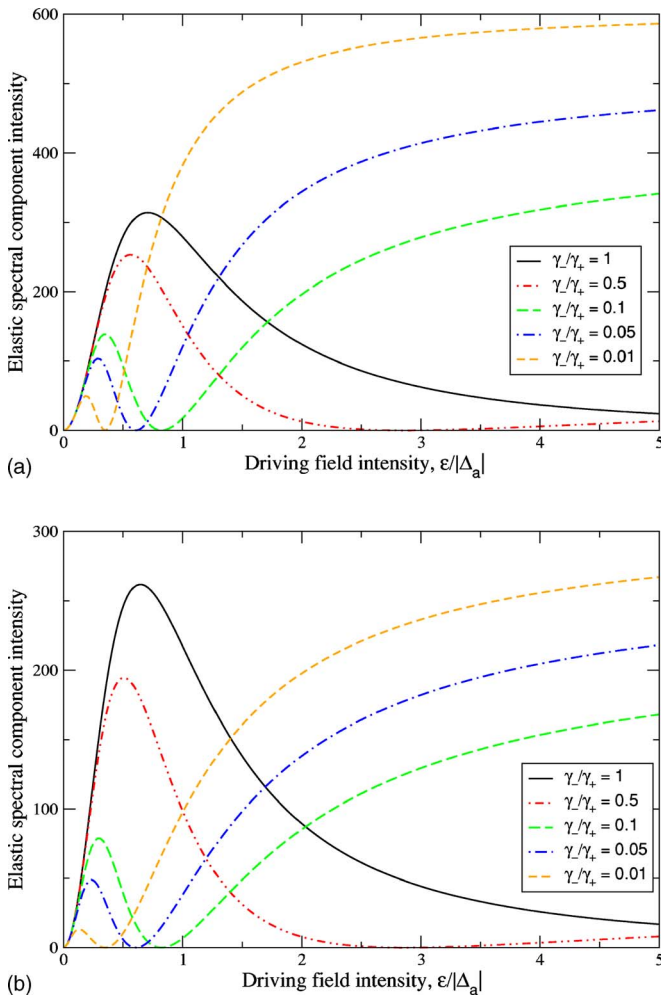 600
400
200
0
Elastic spectral component intensity
γ₋/γ₊ = 1
γ₋/γ₊ = 0.5
γ₋/γ₊ = 0.1
γ₋/γ₊ = 0.05
γ₋/γ₊ = 0.01
0 1 2 3 4 5
Driving field intensity, ε/|Δₐ|
(a)
300
200
100
0
Elastic spectral component intensity
γ₋/γ₊ = 1
γ₋/γ₊ = 0.5
γ₋/γ₊ = 0.1
γ₋/γ₊ = 0.05
γ₋/γ₊ = 0.01
0 1 2 3 4 5
Driving field intensity, ε/|Δₐ|
(b)